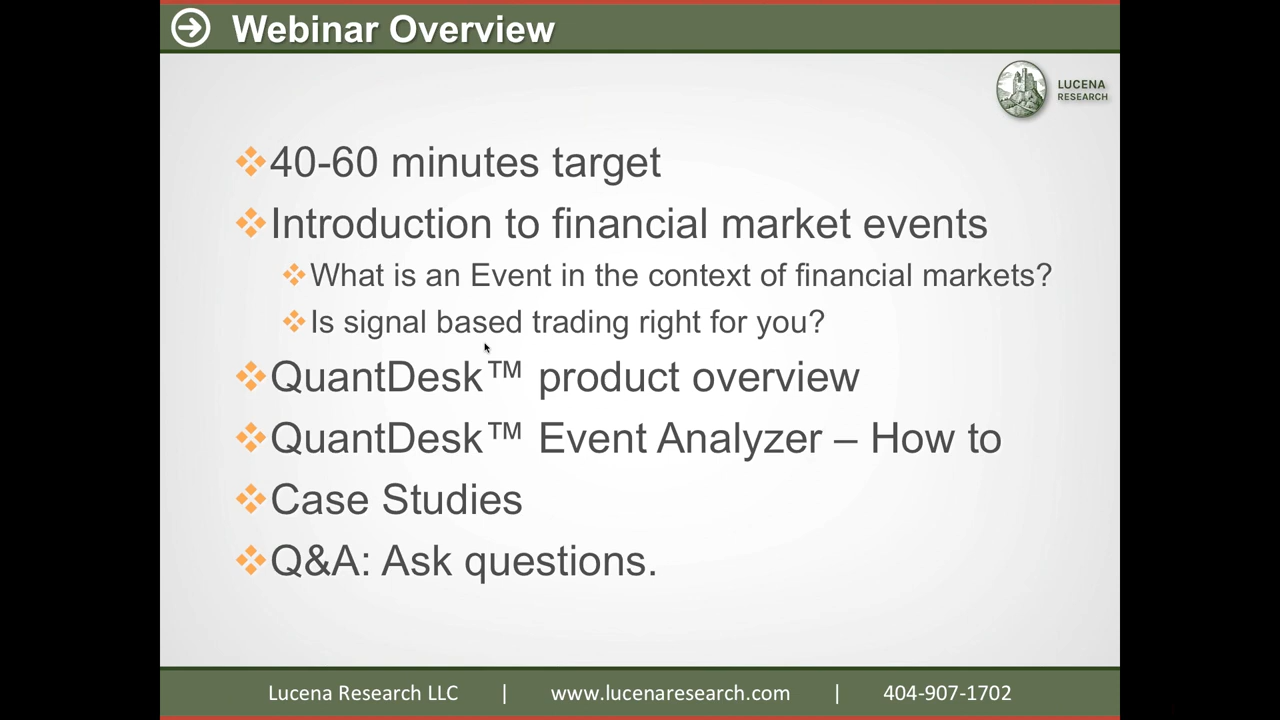 Webinar Overview
LUCENA
RESEARCH
40-60 minutes target
Introduction to financial market events
What is an Event in the context of financial markets?
Is signal based trading right for you?
QuantDesk™ product overview
QuantDesk™ Event Analyzer – How to
Case Studies
Q&A: Ask questions.
Lucena Research LLC | www.lucenaresearch.com | 404-907-1702